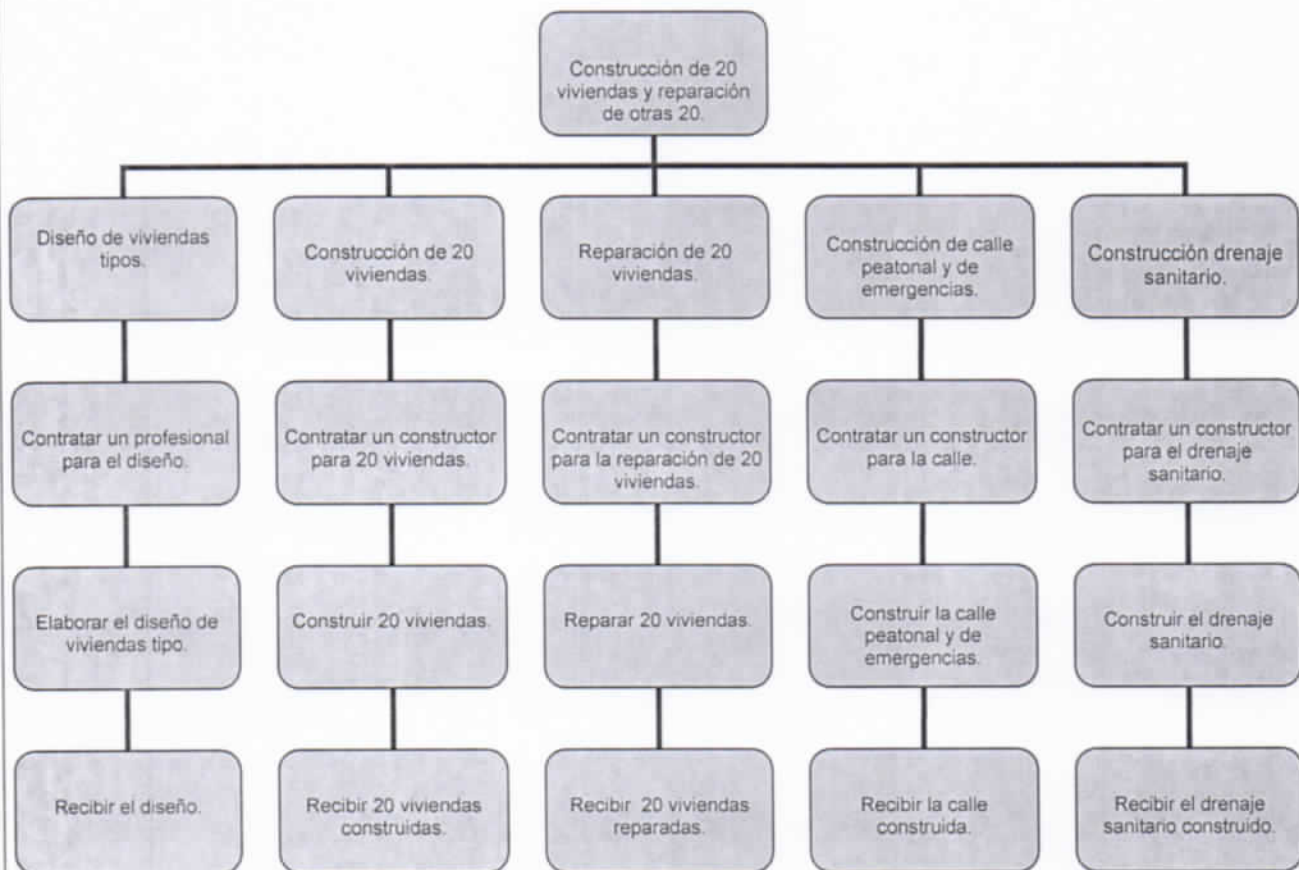 Construcción de 20
viviendas y reparación
de otras 20.
Diseño de viviendas
tipos.
Construcción de 20
viviendas.
Reparación de 20
viviendas.
Construcción de calle
peatonal y de
emergencias.
Construcción drenaje
sanitario.
Contratar un profesional
para el diseño.
Contratar un constructor
para 20 viviendas.
Contratar un constructor
para la reparación de 20
viviendas.
Contratar un constructor
para la calle.
Contratar un constructor
para el drenaje
sanitario.
Elaborar el diseño de
viviendas tipo.
Construir 20 viviendas.
Reparar 20 viviendas.
Construir la calle
peatonal y de
emergencias.
Construir el drenaje
sanitario.
Recibir el diseño.
Recibir 20 viviendas
construidas.
Recibir 20 viviendas
reparadas.
Recibir la calle
construida.
Recibir el drenaje
sanitario construido.